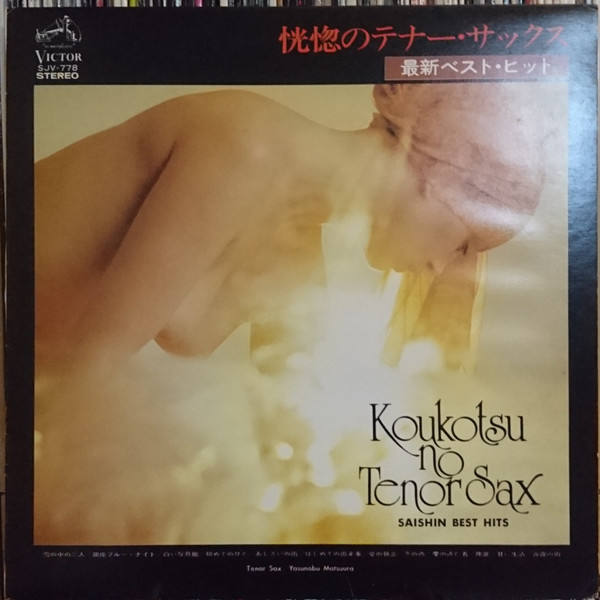 VICTOR
SJV-778
STEREO
恍惚のテナー・サックス
最新ベスト・ヒット
Koukotsu
no
Tenor Sax
SAISHIN BEST HITS
Tenor Sax Yasunobu Matsuura